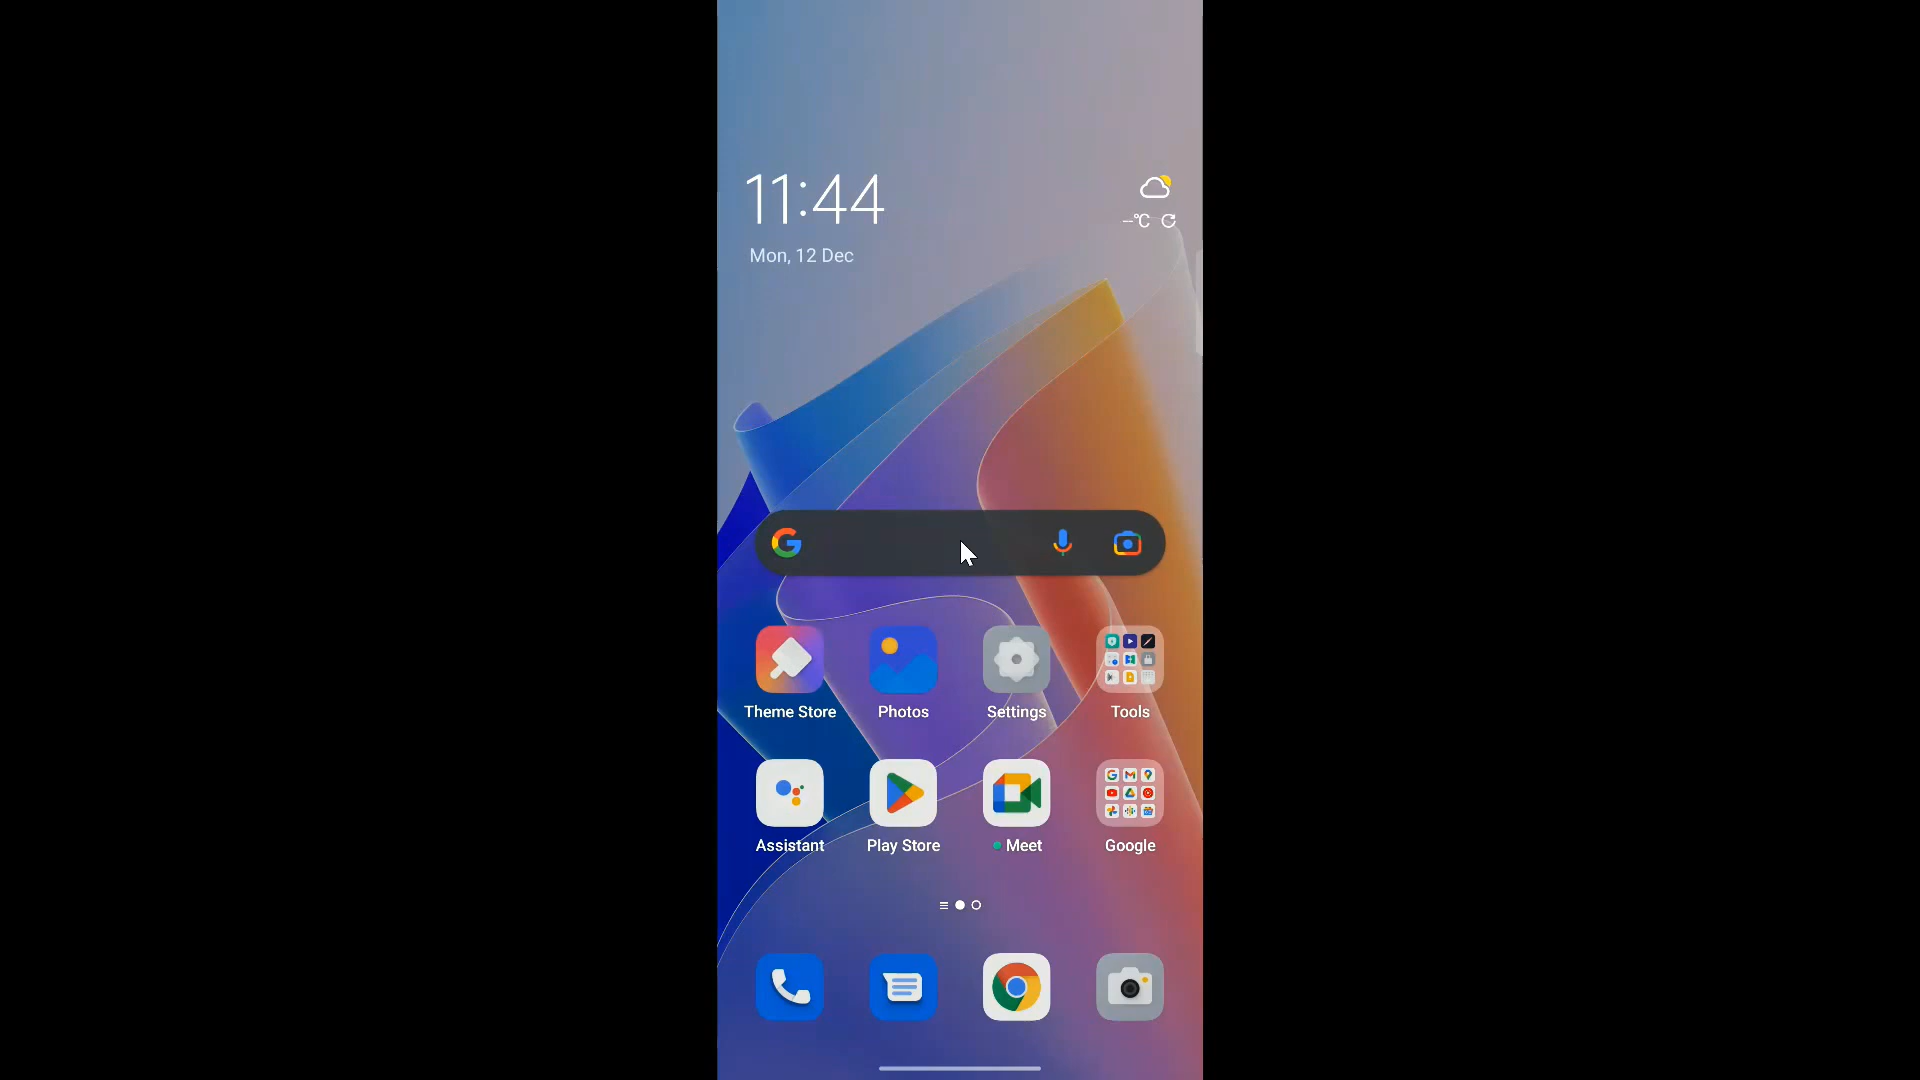 11:44
--°C
Mon, 12 Dec
Theme Store
Photos
Settings
Tools
Assistant
Play Store
Meet
Google